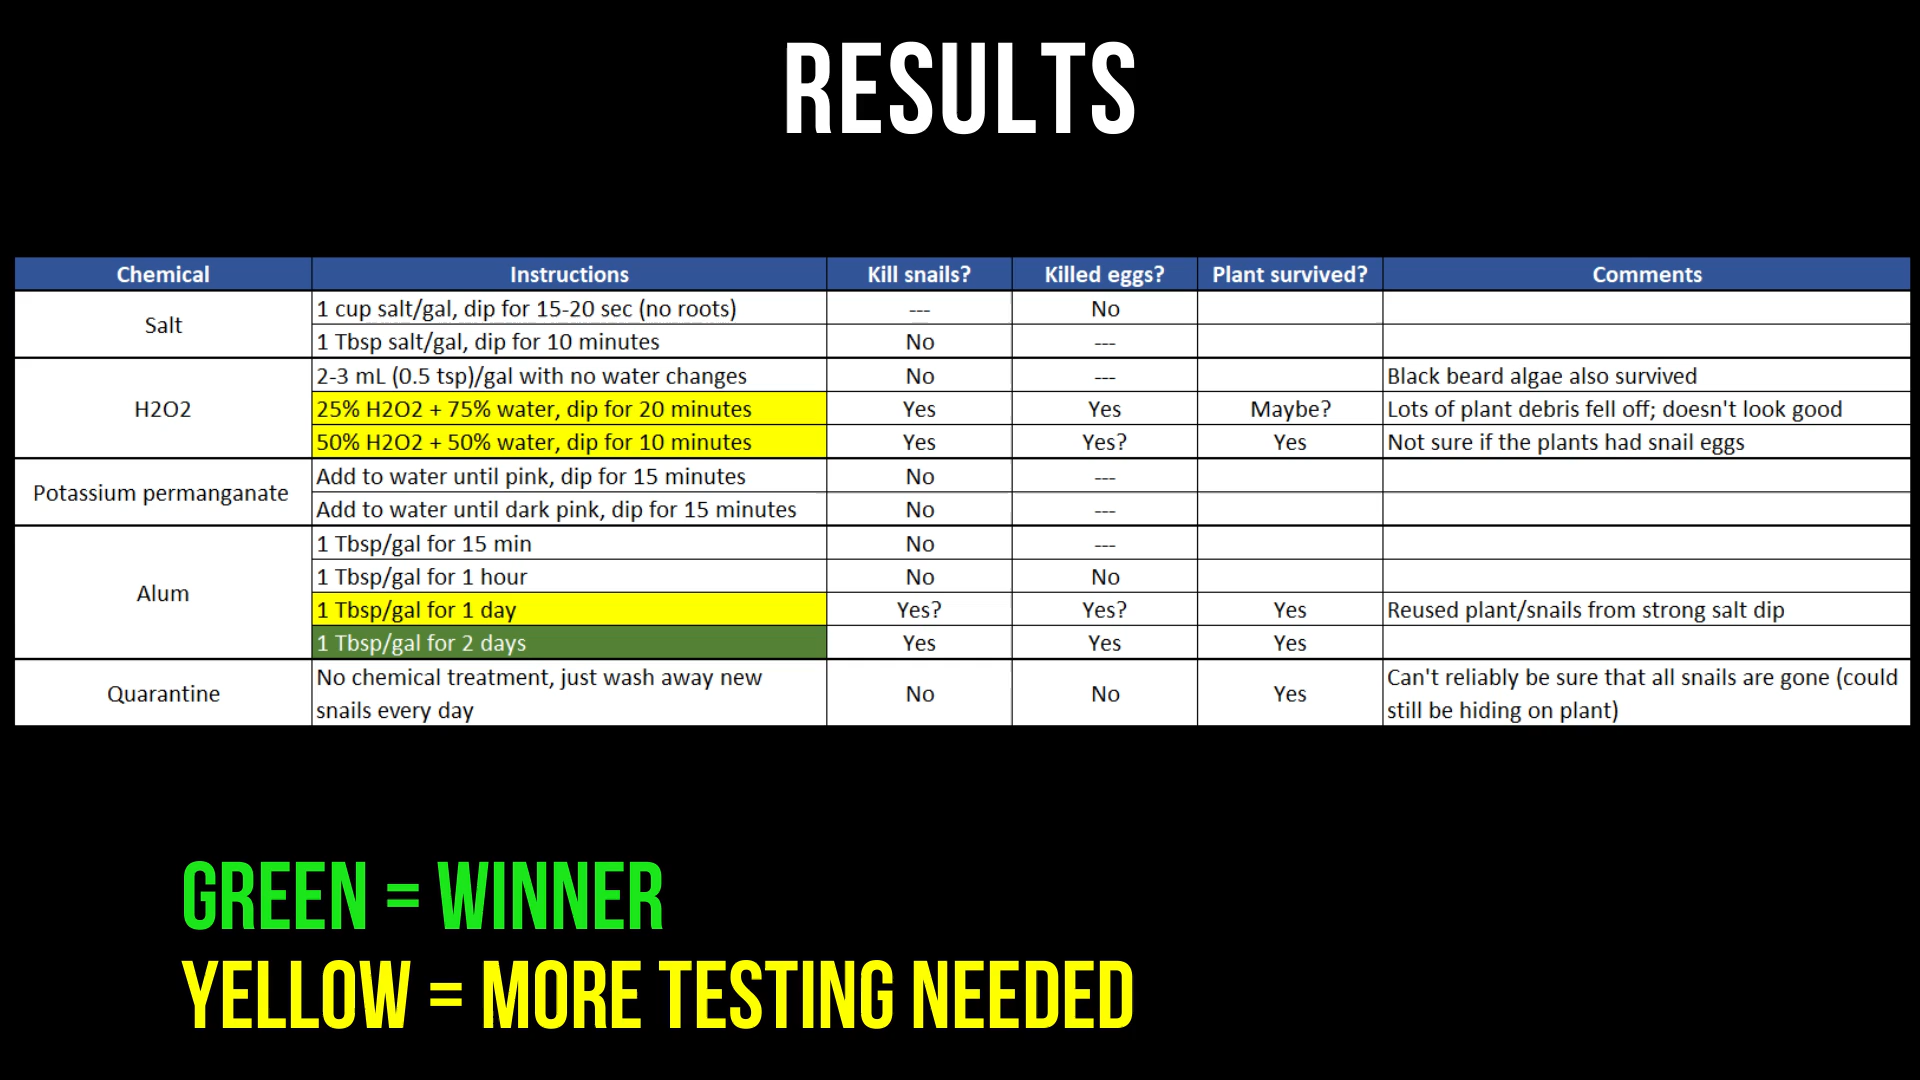 RESULTS
Chemical Instructions Kill snails? Killed eggs? Plant survived? Comments
Salt
1 cup salt/gal, dip for 15-20 sec (no roots) --- No
1 Tbsp salt/gal, dip for 10 minutes No ---
H2O2
2-3 mL (0.5 tsp)/gal with no water changes No --- Black beard algae also survived
25% H2O2 + 75% water, dip for 20 minutes Yes Yes Maybe? Lots of plant debris fell off; doesn't look good
50% H2O2 + 50% water, dip for 10 minutes Yes Yes? Yes Not sure if the plants had snail eggs
Potassium permanganate
Add to water until pink, dip for 15 minutes No ---
Add to water until dark pink, dip for 15 minutes No ---
Alum
1 Tbsp/gal for 15 min No ---
1 Tbsp/gal for 1 hour No No
1 Tbsp/gal for 1 day Yes? Yes? Yes Reused plant/snails from strong salt dip
1 Tbsp/gal for 2 days Yes Yes Yes
Quarantine
No chemical treatment, just wash away new
snails every day
No No Yes
Can't reliably be sure that all snails are gone (could
still be hiding on plant)
GREEN = WINNER
YELLOW = MORE TESTING NEEDED